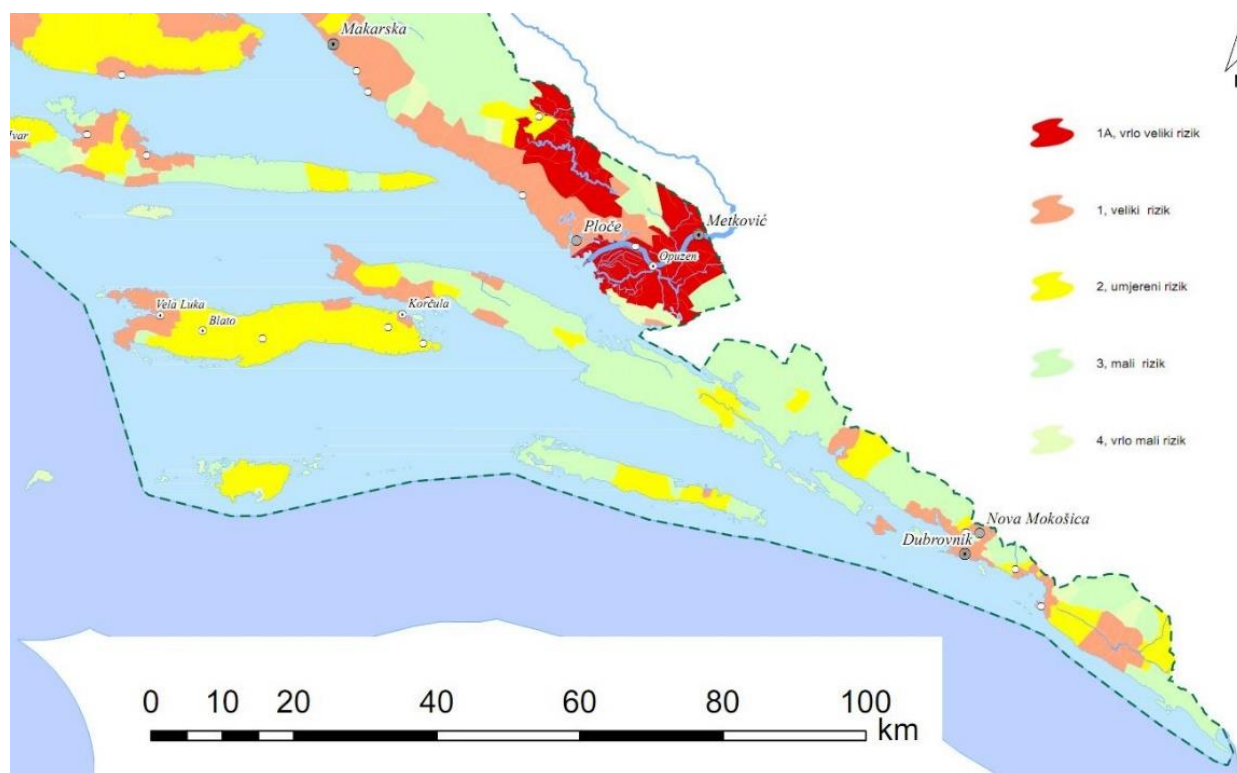 Makarska
1A, vrlo veliki rizik
Hvar
1, veliki rizik
Metković
Ploče
Opuzen
Vela Luka
Korčula
Blato
2, umjereni rizik
3, mali rizik
4, vrlo mali rizik
Nova Mokošica
Dubrovnik
0 10 20 40 60 80 100
km